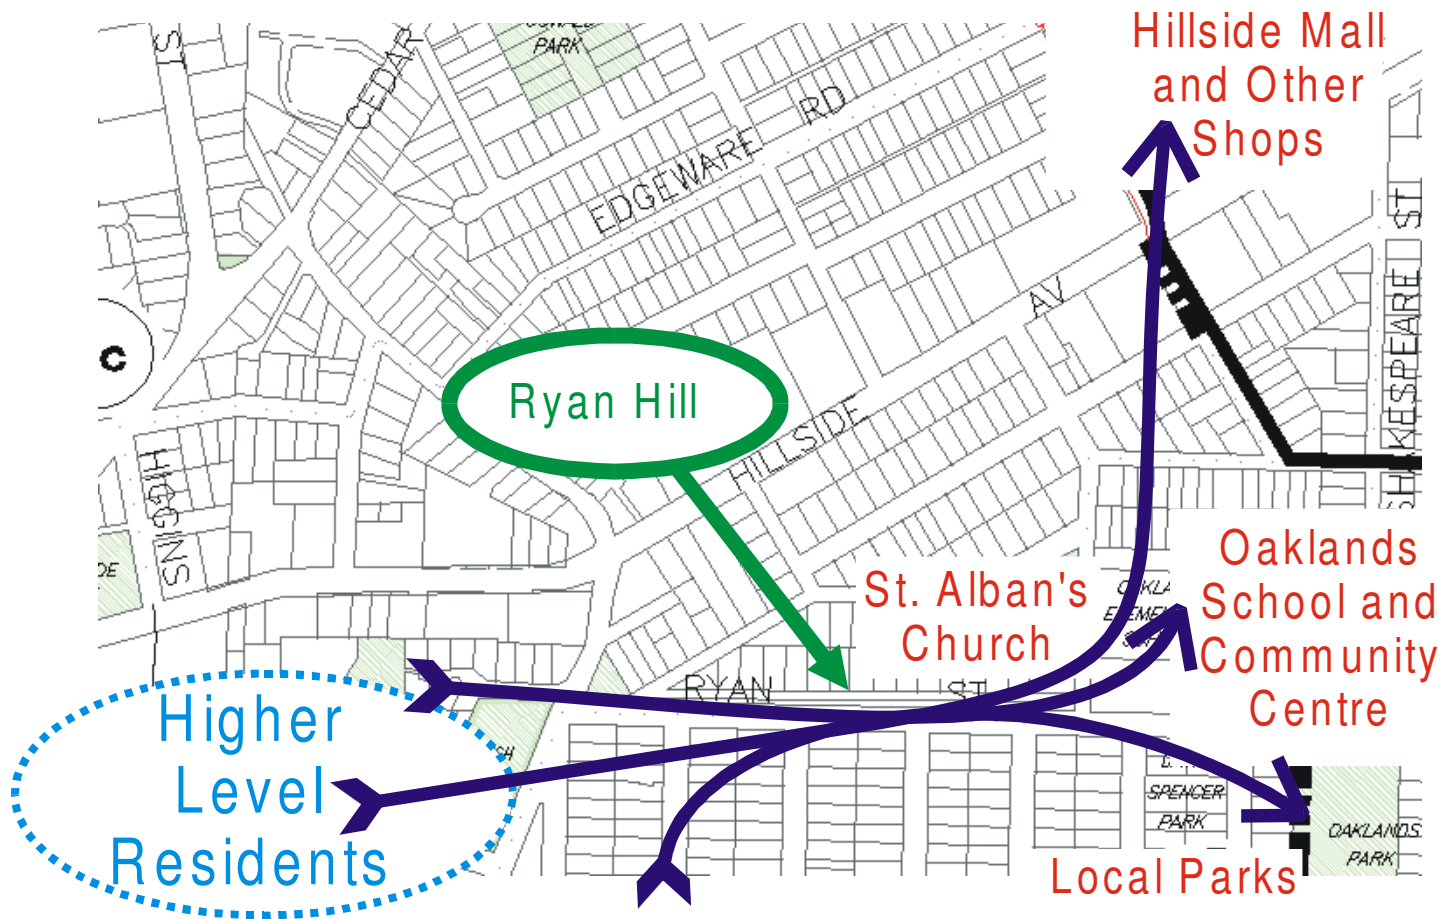 Hillside Mall
and Other
Shops
PARK
ST
CEDAR
EDGEWARE RD
ST
SHAKESPEARE
AV
C
Ryan Hill
HILLSIDE
HIGGINS
Oaklands
School and
Community
Centre
St. Alban's
Church
RYAN ST
Higher
Level
Residents
SPENCER
PARK
OAKLANDS
PARK
Local Parks